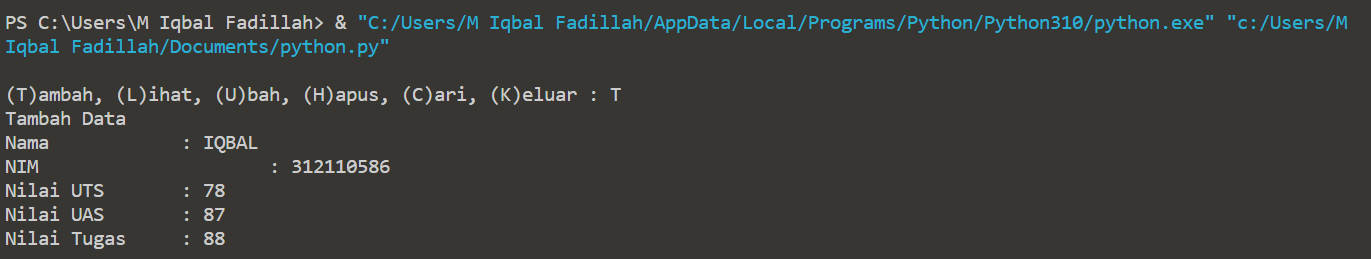 PS C:\Users\M Iqbal Fadillah> & "C:/Users/M Iqbal Fadillah/AppData/Local/Programs/Python/Python310/python.exe" "c:/Users/M
Iqbal Fadillah/Documents/python.py"
(T)ambah, (L)ihat, (U)bah, (H)apus, (C)ari, (K)eluar : T
Tambah Data
Nama : IQBAL
NIM : 312110586
Nilai UTS : 78
Nilai UAS : 87
Nilai Tugas : 88